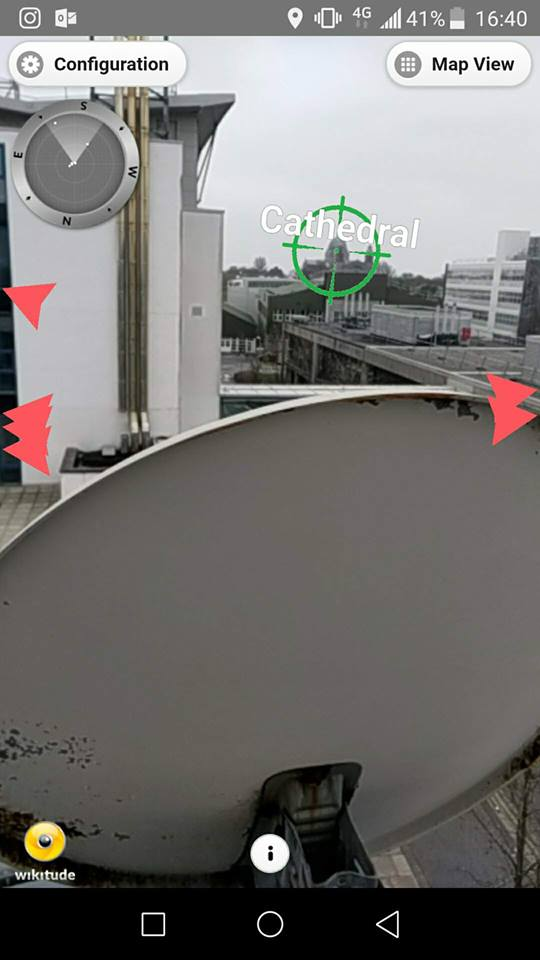 4G 41% 16:40
Configuration
Map View
S
E
W
N
Cathedral
i
wikitude